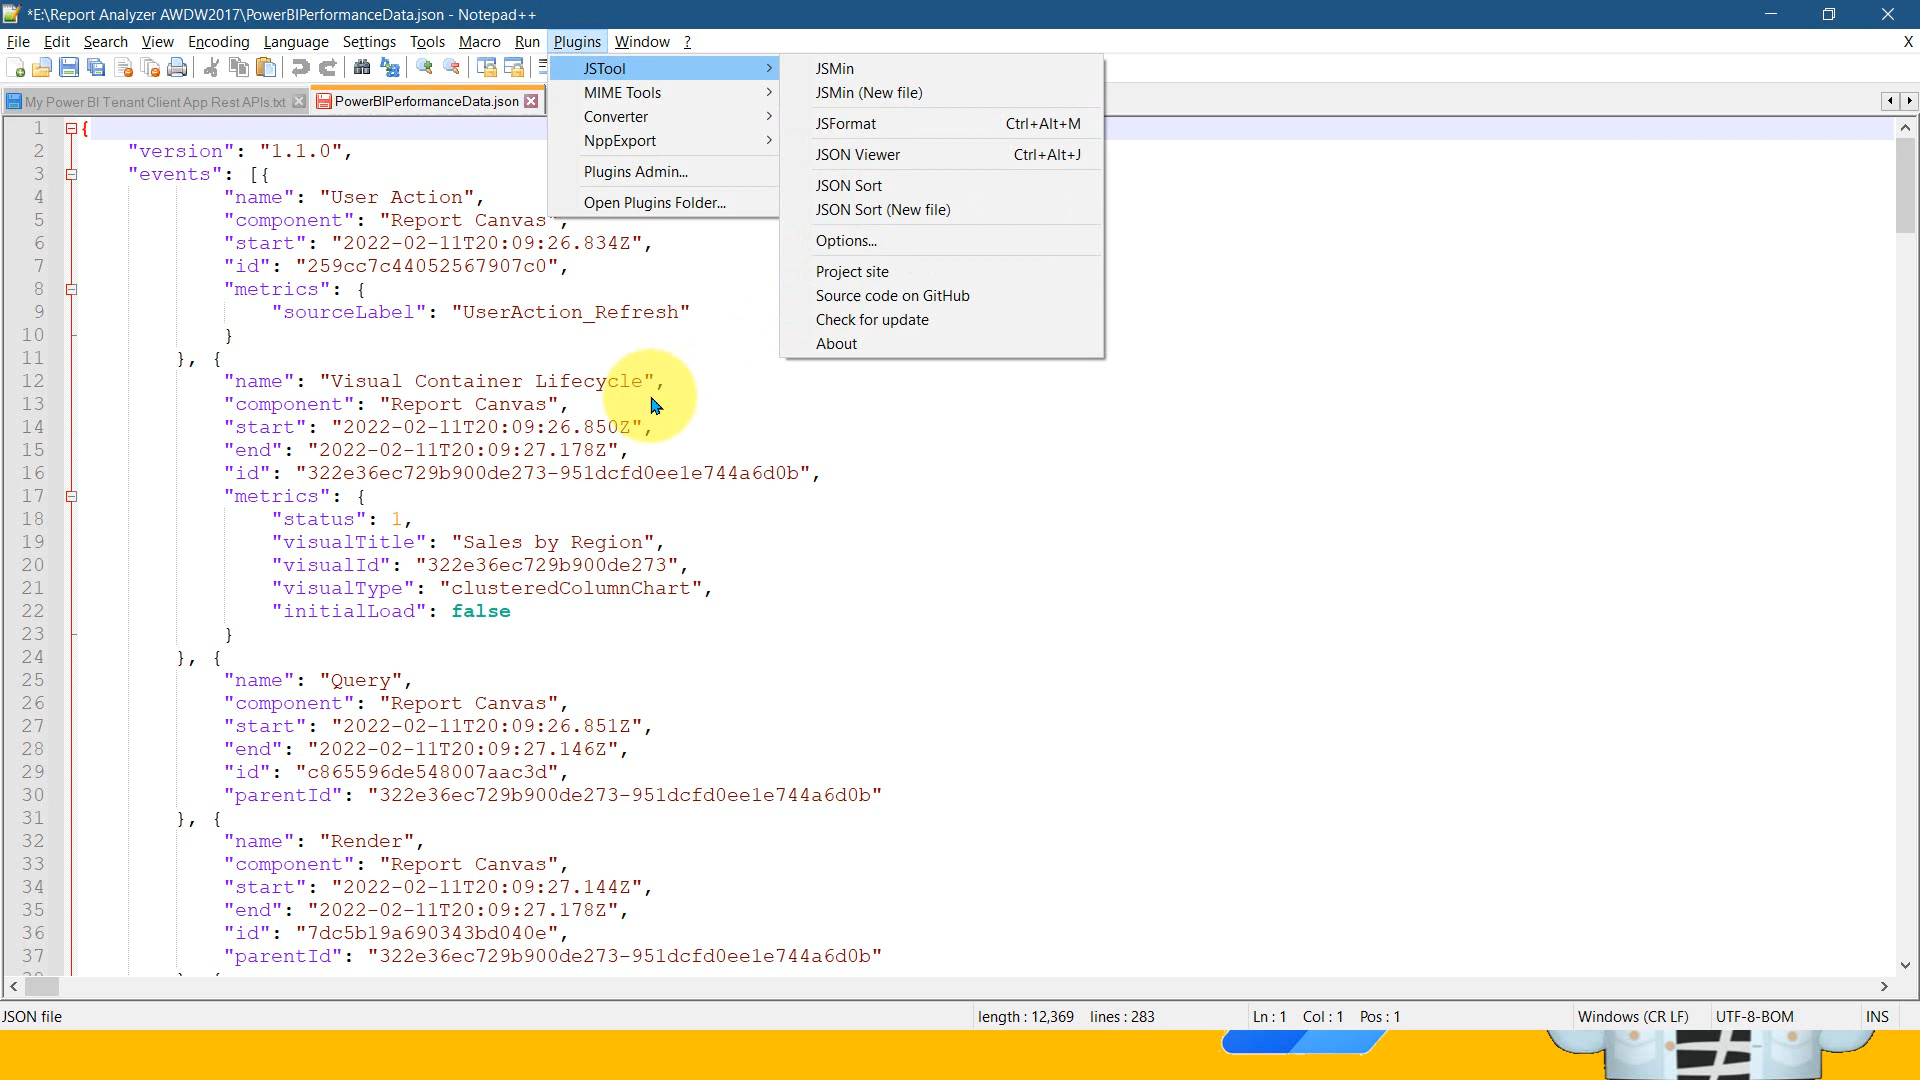 *E:\Report Analyzer AWDW2017\PowerBIPerformanceData.json - Notepad++
File Edit Search View Encoding Language Settings Tools Macro Run Plugins Window ? X
My Power BI Tenant Client App Rest APIs.txt PowerBIPerformanceData.json
JSTool
MIME Tools
Converter
NppExport
Plugins Admin...
Open Plugins Folder...
JSMin
JSMin (New file)
JSFormat Ctrl+Alt+M
JSON Viewer Ctrl+Alt+J
JSON Sort
JSON Sort (New file)
Options...
Project site
Source code on GitHub
Check for update
About
1 {
2 "version": "1.1.0",
3 "events": [{
4 "name": "User Action",
5 "component": "Report Canvas",
6 "start": "2022-02-11T20:09:26.834Z",
7 "id": "259cc7c44052567907c0",
8 "metrics": {
9 "sourceLabel": "UserAction_Refresh"
10 }
11 }, {
12 "name": "Visual Container Lifecycle",
13 "component": "Report Canvas",
14 "start": "2022-02-11T20:09:26.850Z",
15 "end": "2022-02-11T20:09:27.178Z",
16 "id": "322e36ec729b900de273-951dcfd0ee1e744a6d0b",
17 "metrics": {
18 "status": 1,
19 "visualTitle": "Sales by Region",
20 "visualId": "322e36ec729b900de273",
21 "visualType": "clusteredColumnChart",
22 "initialLoad": false
23 }
24 }, {
25 "name": "Query",
26 "component": "Report Canvas",
27 "start": "2022-02-11T20:09:26.851Z",
28 "end": "2022-02-11T20:09:27.146Z",
29 "id": "c865596de548007aac3d",
30 "parentId": "322e36ec729b900de273-951dcfd0ee1e744a6d0b"
31 }, {
32 "name": "Render",
33 "component": "Report Canvas",
34 "start": "2022-02-11T20:09:27.144Z",
35 "end": "2022-02-11T20:09:27.178Z",
36 "id": "7dc5b19a690343bd040e",
37 "parentId": "322e36ec729b900de273-951dcfd0ee1e744a6d0b"
JSON file length : 12,369 lines : 283 Ln : 1 Col : 1 Pos : 1 Windows (CR LF) UTF-8-BOM INS